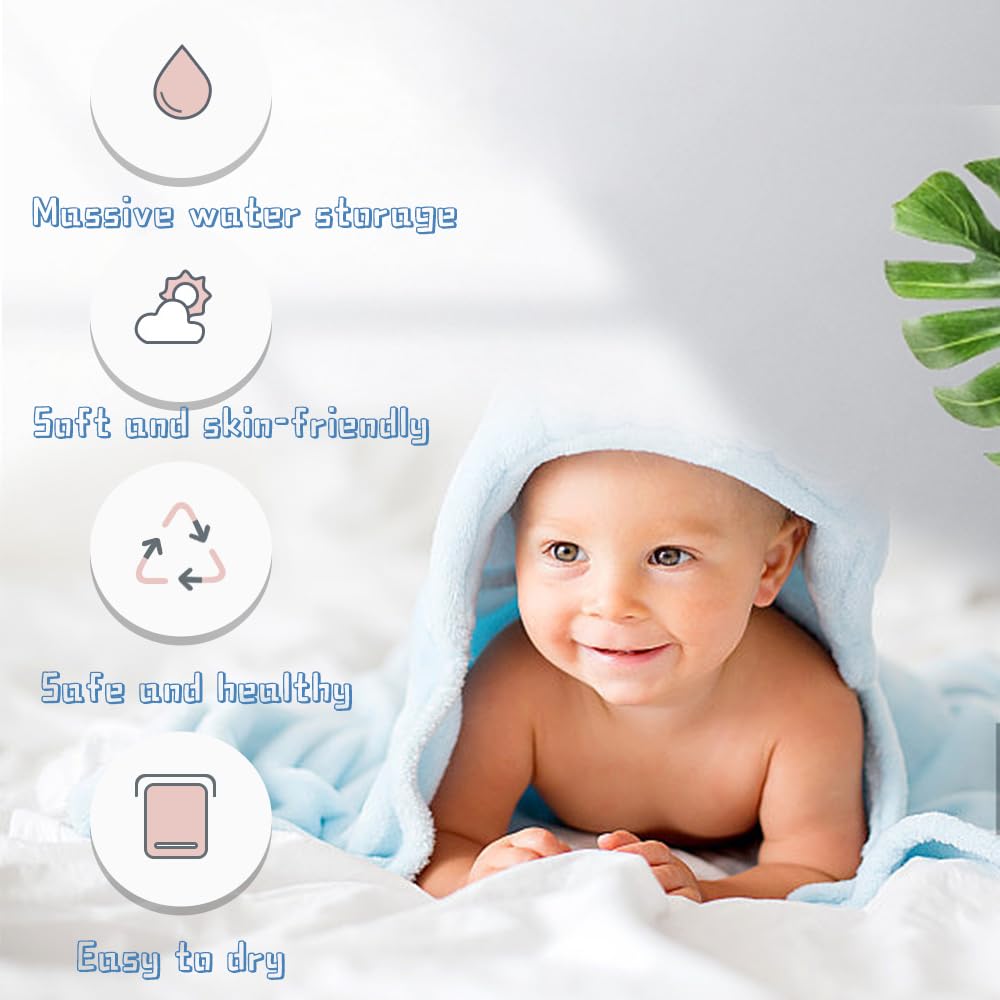 Massive water storage
Soft and skin-friendly
Safe and healthy
Easy to dry